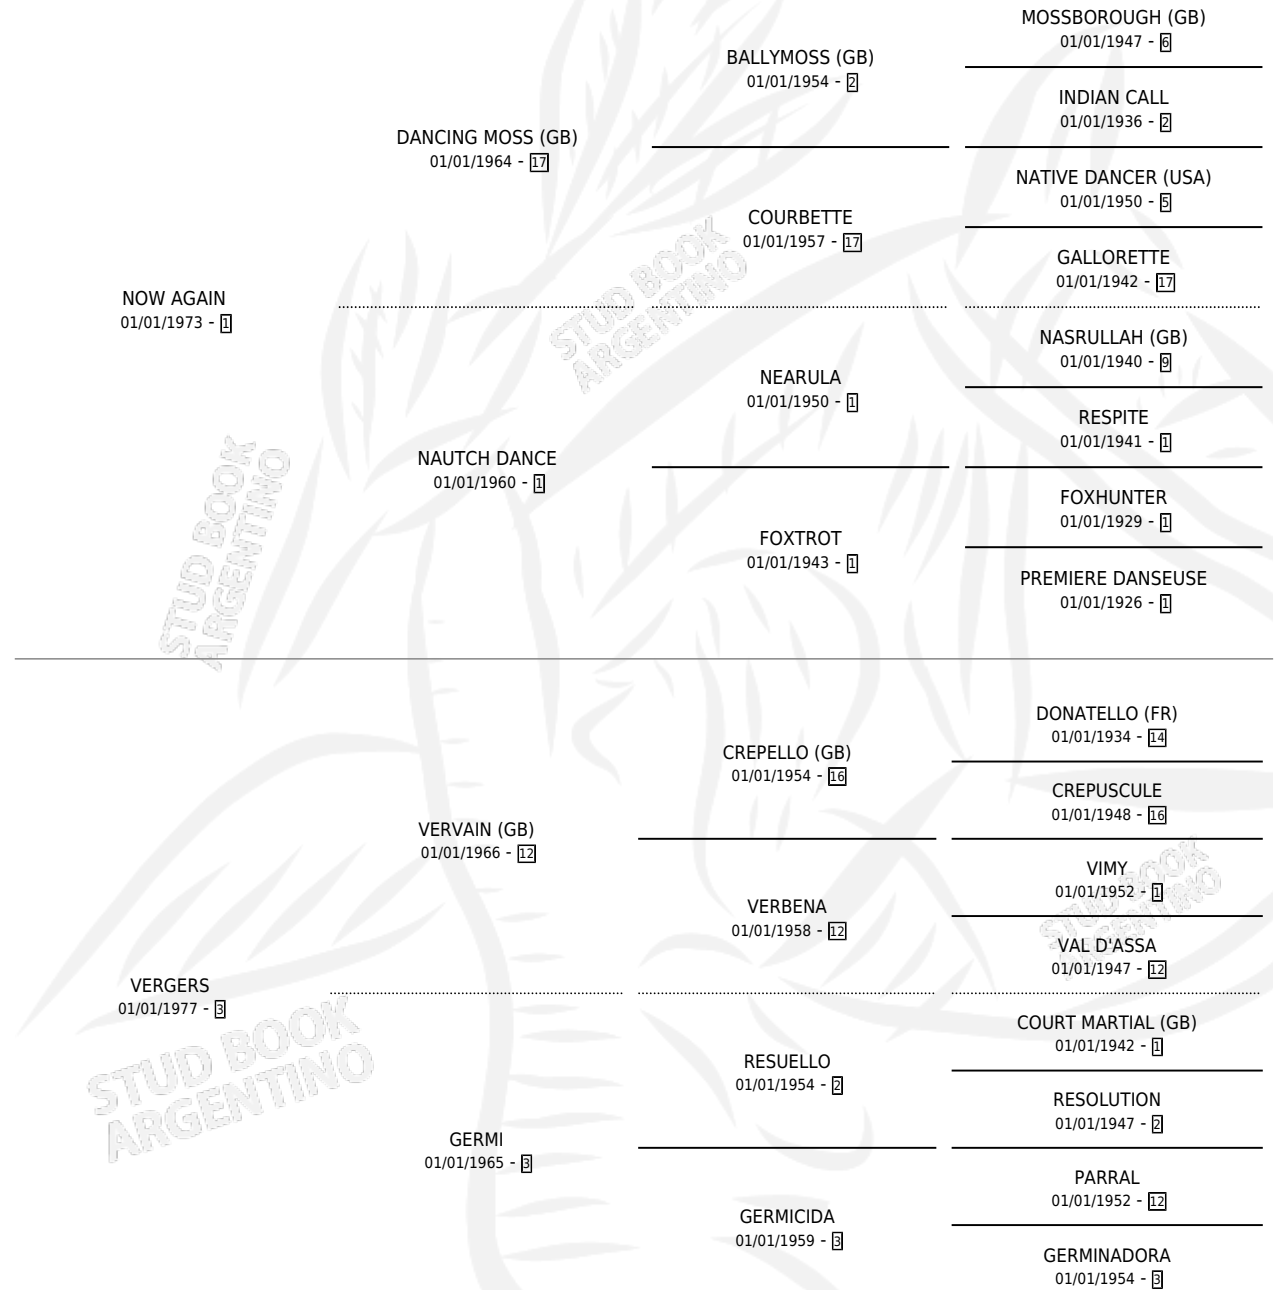 MOSSBOROUGH (GB)
01/01/1947 - 6
BALLYMOSS (GB)
01/01/1954 - 2
INDIAN CALL
01/01/1936 - 2
DANCING MOSS (GB)
01/01/1964 - 17
NATIVE DANCER (USA)
01/01/1950 - 5
COURBETTE
01/01/1957 - 17
GALLORETTE
01/01/1942 - 17
NOW AGAIN
01/01/1973 - 1
NASRULLAH (GB)
01/01/1940 - 9
NEARULA
01/01/1950 - 1
RESPITE
01/01/1941 - 1
NAUTCH DANCE
01/01/1960 - 1
FOXHUNTER
01/01/1929 - 1
FOXTROT
01/01/1943 - 1
PREMIERE DANSEUSE
01/01/1926 - 1
STUD BOOK
ARGENTINO
STUD BOOK
ARGENTINO
DONATELLO (FR)
01/01/1934 - 14
CREPELLO (GB)
01/01/1954 - 16
CREPUSCULE
01/01/1948 - 16
VERVAIN (GB)
01/01/1966 - 12
VIMY
01/01/1952 - 1
VERBENA
01/01/1958 - 12
VAL D'ASSA
01/01/1947 - 12
STUD BOOK
ARGENTINO
VERGERS
01/01/1977 - 3
COURT MARTIAL (GB)
01/01/1942 - 1
RESUELLO
01/01/1954 - 2
RESOLUTION
01/01/1947 - 2
GERMI
01/01/1965 - 3
PARRAL
01/01/1952 - 12
GERMICIDA
01/01/1959 - 3
GERMINADORA
01/01/1954 - 3
STUD BOOK
ARGENTINO